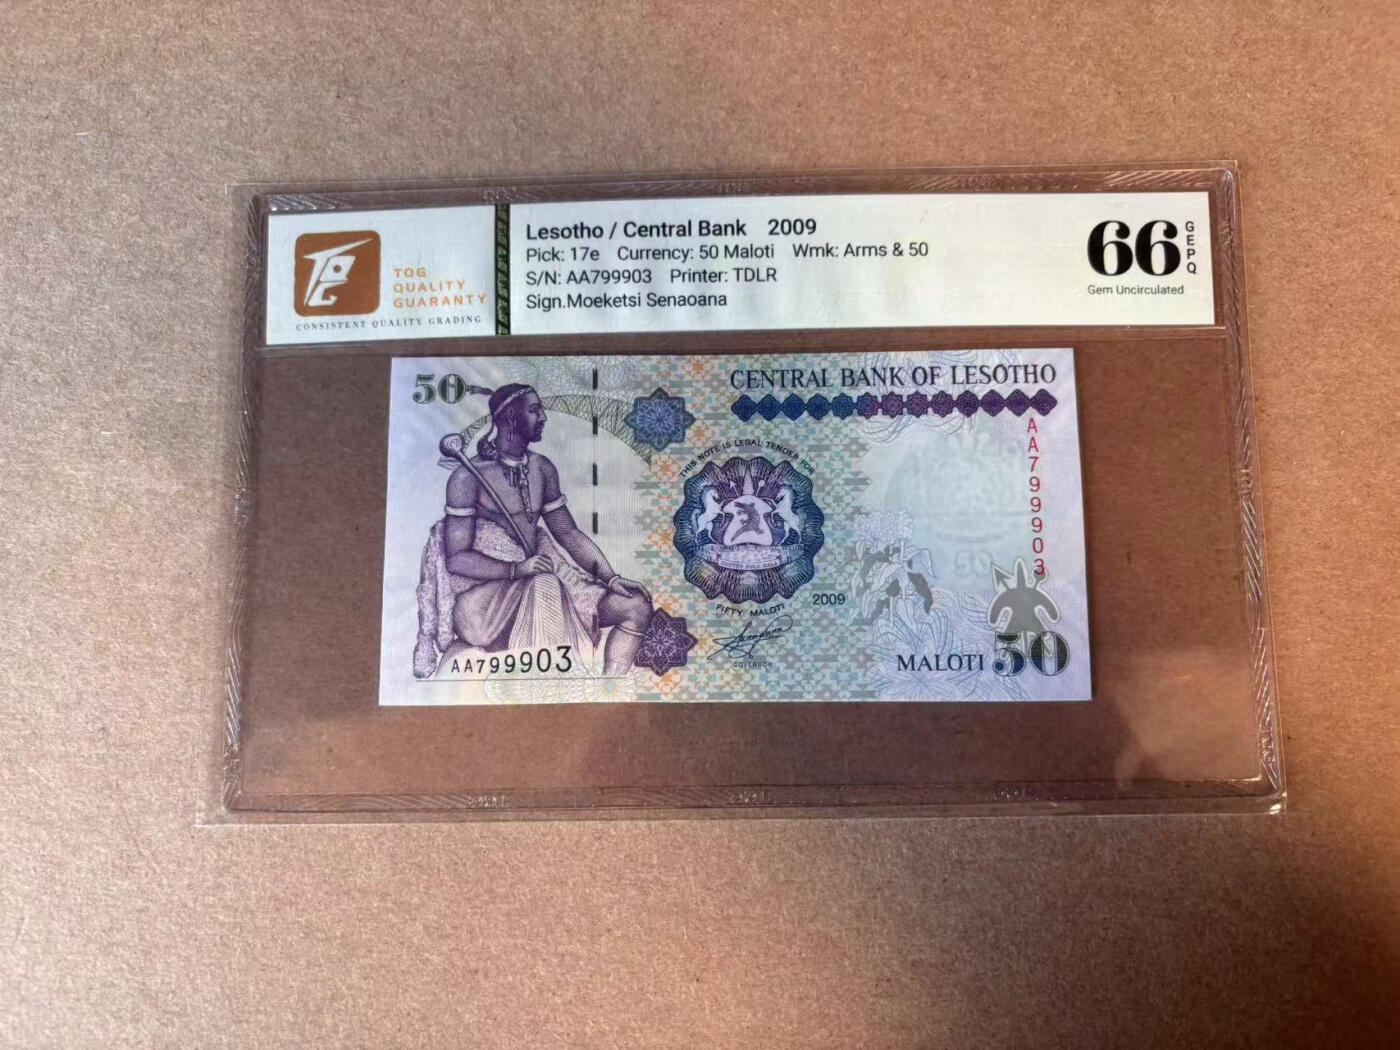 TQG
QUALITY
GUARANTY
CONSISTENT QUALITY GRADING
Lesotho / Central Bank 2009
Pick: 17e Currency: 50 Maloti Wmk: Arms & 50
S/N: AA799903 Printer: TDLR
Sign.Moeketsi Senaoana
66
GEPQ
Gem Uncirculated
50
CENTRAL BANK OF LESOTHO
AA799903
THIS NOTE IS LEGAL TENDER FOR
FIFTY MALOTI
2009
GOVERNOR
50
AA799903
MALOTI 50